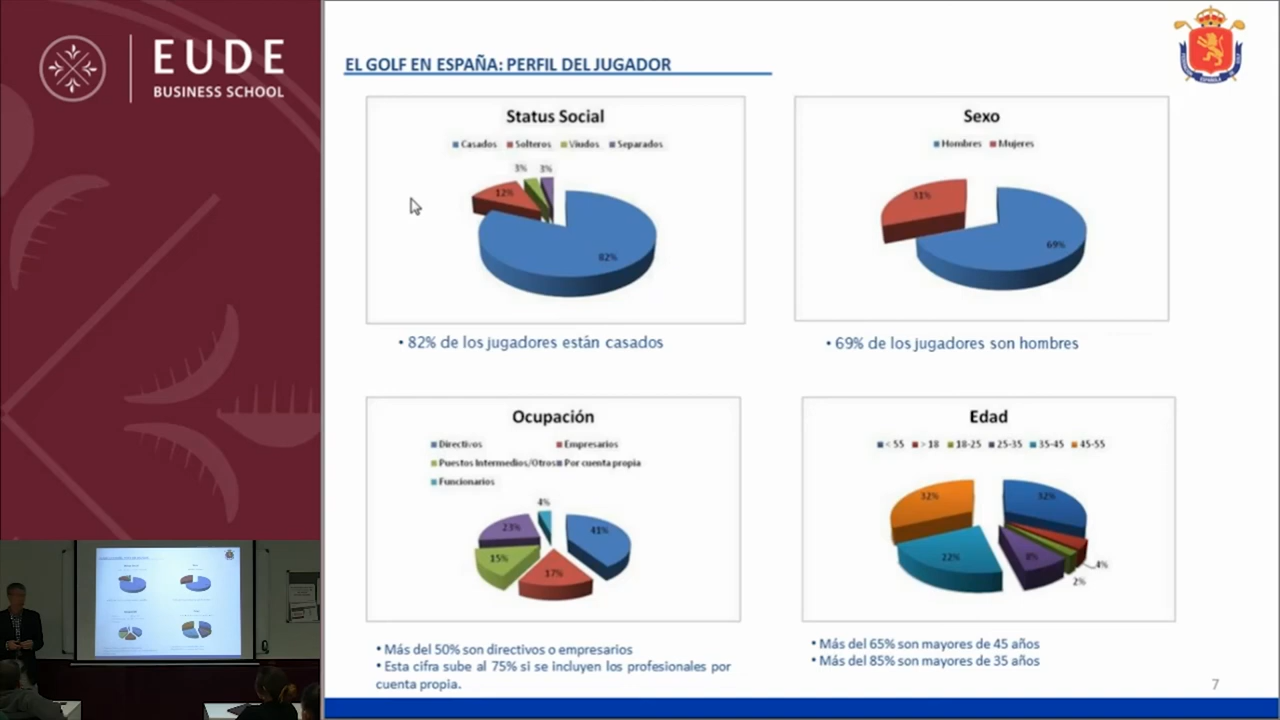 EUDE
BUSINESS SCHOOL
EL GOLF EN ESPAÑA: PERFIL DEL JUGADOR
Status Social
Casados Solteros Viudos Separados
3% 3%
12%
82%
• 82% de los jugadores están casados
Sexo
Hombres Mujeres
31%
69%
• 69% de los jugadores son hombres
Ocupación
Directivos Empresarios
Puestos Intermedios/Otros Por cuenta propia
Funcionarios
4%
23% 41%
15%
17%
• Más del 50% son directivos o empresarios
• Esta cifra sube al 75% si se incluyen los profesionales por
cuenta propia.
Edad
< 55 > 18 18-25 25-35 35-45 45-55
32% 32%
22% 8% 4%
2%
• Más del 65% son mayores de 45 años
• Más del 85% son mayores de 35 años
7